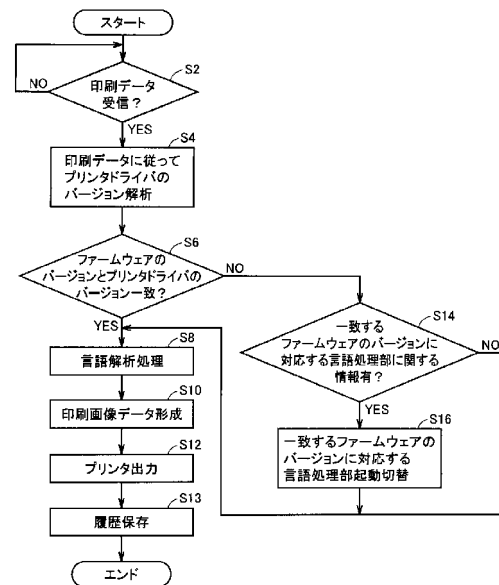 スタート
S2
印刷データ
受信?
NO
YES
S4
印刷データに従って
プリンタドライバの
バージョン解析
S6
ファームウェアの
バージョンとプリンタドライバの
バージョン一致?
NO
YES
S14
一致する
ファームウェアのバージョンに
対応する言語処理部に関する
情報有?
NO
YES
S8
言語解析処理
S10
印刷画像データ形成
S16
一致するファームウェアの
バージョンに対応する
言語処理部起動切替
S12
プリンタ出力
S13
履歴保存
エンド